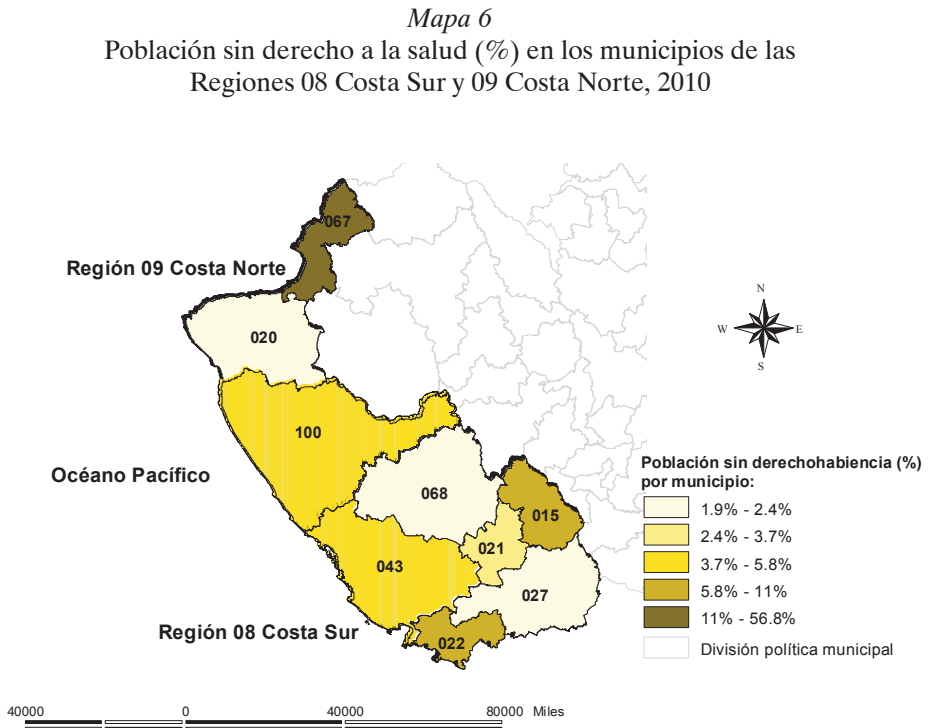 Mapa 6
Población sin derecho a la salud (%) en los municipios de las
Regiones 08 Costa Sur y 09 Costa Norte, 2010
067
Región 09 Costa Norte
020
N
W
E
S
100
Océano Pacífico
068
015
021
043
027
022
Región 08 Costa Sur
Población sin derechohabiencia (%)
por municipio:
1.9% - 2.4%
2.4% - 3.7%
3.7% - 5.8%
5.8% - 11%
11% - 56.8%
División política municipal
40000 0 40000 80000 Miles